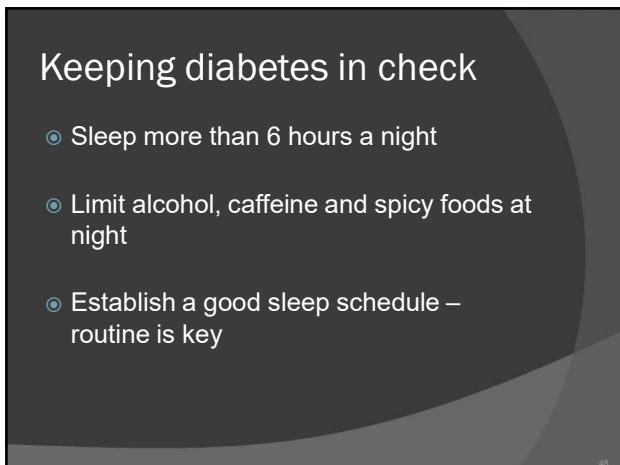 Keeping diabetes in check
Sleep more than 6 hours a night
Limit alcohol, caffeine and spicy foods at
night
Establish a good sleep schedule –
routine is key
48